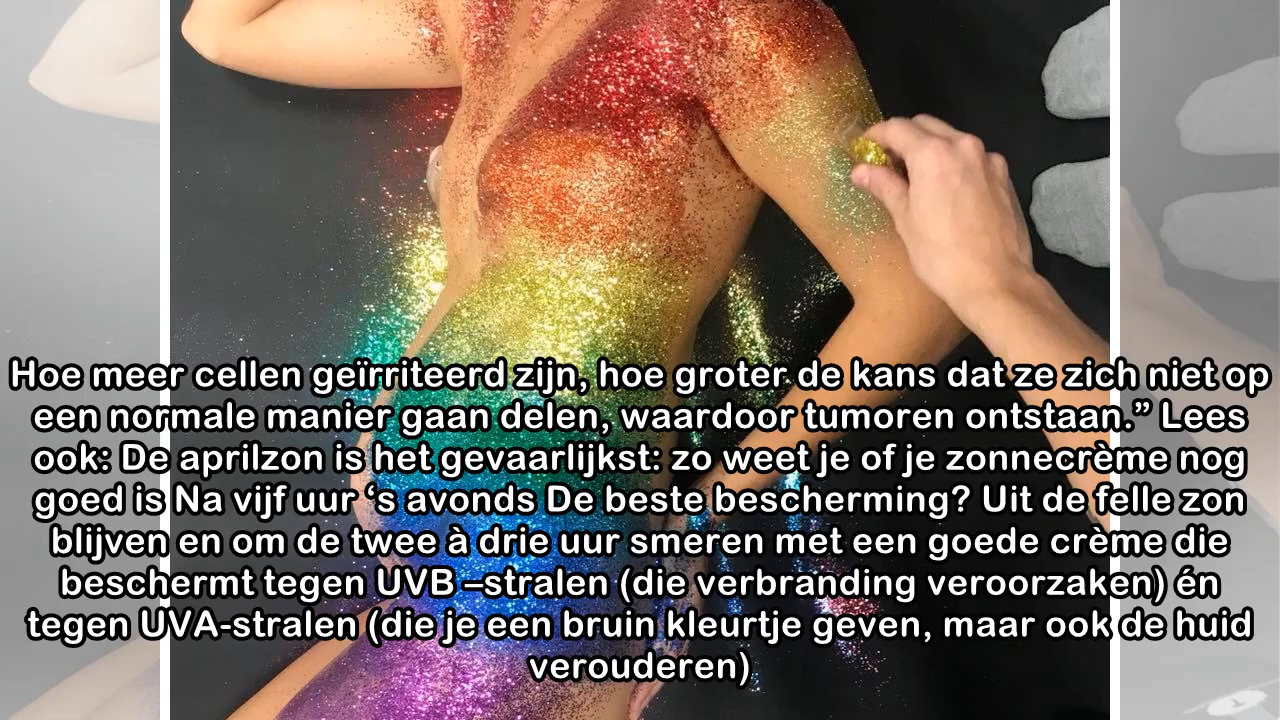 Hoe meer cellen geïrriteerd zijn, hoe groter de kans dat ze zich niet op
een normale manier gaan delen, waardoor tumoren ontstaan.” Lees
ook: De aprilzon is het gevaarlijkst: zo weet je of je zonnecrème nog
goed is Na vijf uur ‘s avonds De beste bescherming? Uit de felle zon
blijven en om de twee à drie uur smeren met een goede crème die
beschermt tegen UVB –stralen (die verbranding veroorzaken) én
tegen UVA-stralen (die je een bruin kleurtje geven, maar ook de huid
verouderen)